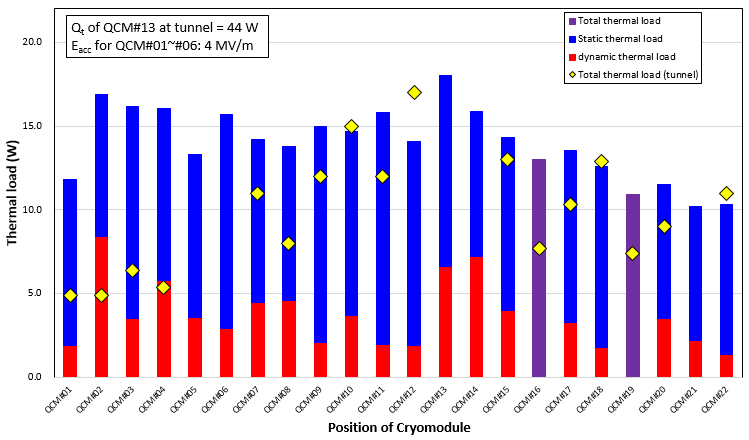 Qt of QCM#13 at tunnel = 44 W
Eacc for QCM#01~#06: 4 MV/m
Total thermal load
Static thermal load
dynamic thermal load
Total thermal load (tunnel)
Thermal load (W)
20.0
15.0
10.0
5.0
0.0
QCM#01
QCM#02
QCM#03
QCM#04
QCM#05
QCM#06
QCM#07
QCM#08
QCM#09
QCM#10
QCM#11
QCM#12
QCM#13
QCM#14
QCM#15
QCM#16
QCM#17
QCM#18
QCM#19
QCM#20
QCM#21
QCM#22
Position of Cryomodule